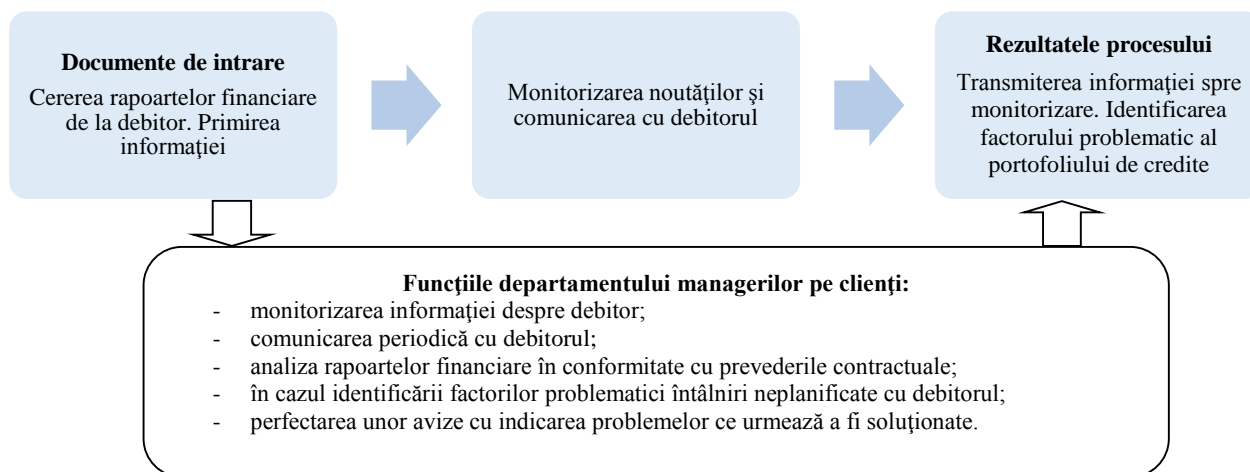 Documente de intrare
Cererea rapoartelor financiare
de la debitor. Primirea
informaţiei
Monitorizarea noutăţilor şi
comunicarea cu debitorul
Rezultatele procesului
Transmiterea informaţiei spre
monitorizare. Identificarea
factorului problematic al
portofoliului de credite
Funcţiile departamentului managerilor pe clienţi:
- monitorizarea informaţiei despre debitor;
- comunicarea periodică cu debitorul;
- analiza rapoartelor financiare în conformitate cu prevederile contractuale;
- în cazul identificării factorilor problematici întâlniri neplanificate cu debitorul;
- perfectarea unor avize cu indicarea problemelor ce urmează a fi soluţionate.